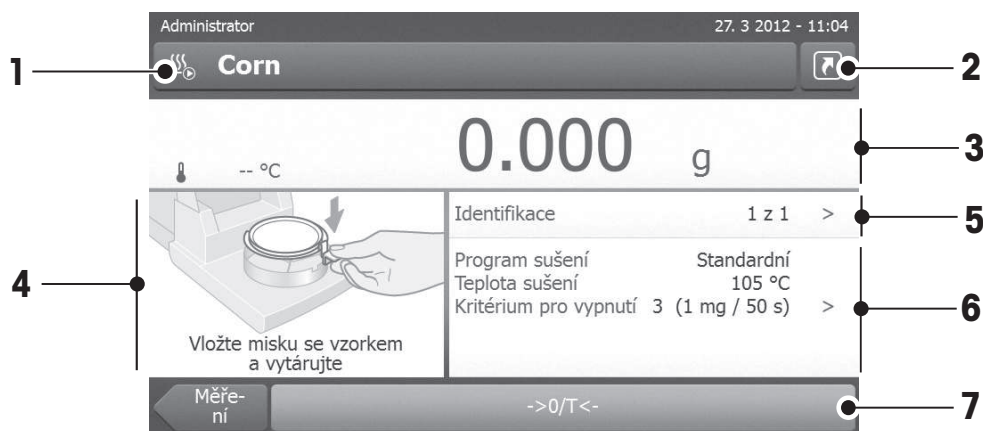 Administrator 27. 3 2012 - 11:04
1 Corn 2
0.000 g 3
-- °C
Identifikace 1 z 1 > 5
Program sušení Standardní
Teplota sušení 105 °C
4 Kritérium pro vypnutí 3 (1 mg / 50 s) > 6
Vložte misku se vzorkem
a vytárujte
Měře-
ní
->0/T<- 7